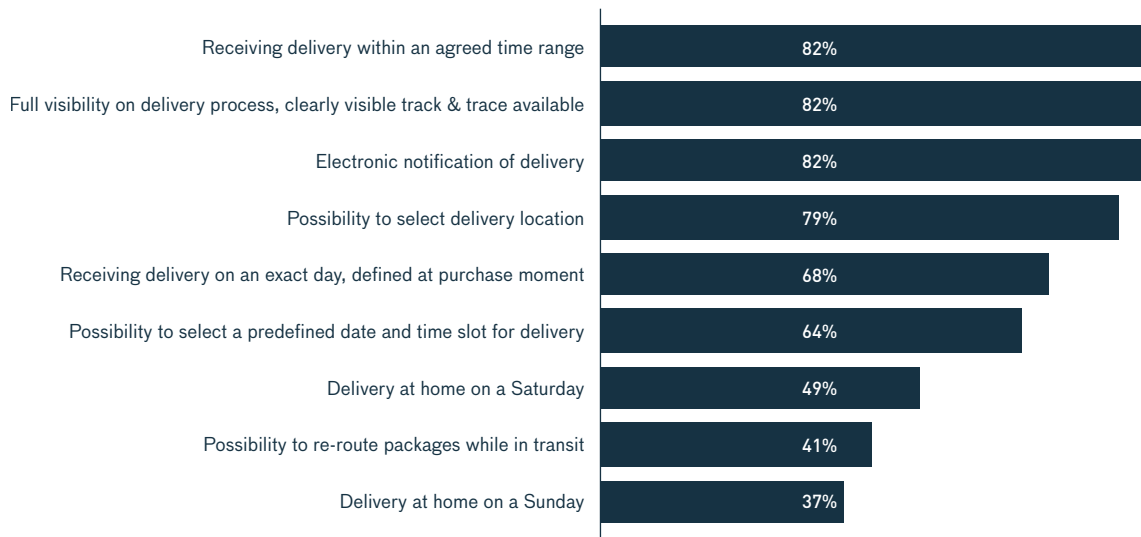 Receiving delivery within an agreed time range 82%
Full visibility on delivery process, clearly visible track & trace available 82%
Electronic notification of delivery 82%
Possibility to select delivery location 79%
Receiving delivery on an exact day, defined at purchase moment 68%
Possibility to select a predefined date and time slot for delivery 64%
Delivery at home on a Saturday 49%
Possibility to re-route packages while in transit 41%
Delivery at home on a Sunday 37%